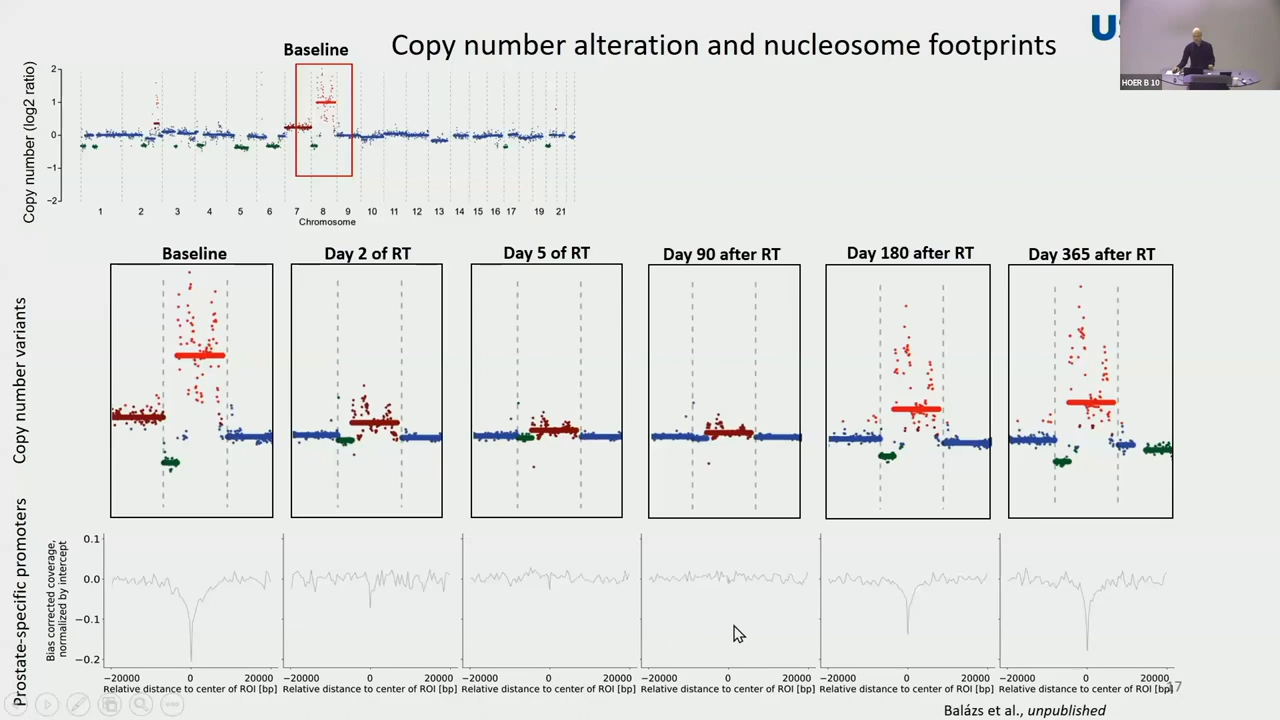 Copy number alteration and nucleosome footprints
HOER B 10
Baseline
Copy number (log2 ratio)
2
1
0
−1
−2
1 2 3 4 5 6 7 8 9 10 11 12 13 14 15 16 17 19 21
Chromosome
Baseline Day 2 of RT Day 5 of RT Day 90 after RT Day 180 after RT Day 365 after RT
Copy number variants
Prostate-specific promoters
Bias corrected coverage,
normalized by intercept
0.1
0.0
−0.1
−0.2
−20000 0 20000 −20000 0 20000 −20000 0 20000 −20000 0 20000 −20000 0 20000 −20000 0 20000
Relative distance to center of ROI [bp] Relative distance to center of ROI [bp] Relative distance to center of ROI [bp] Relative distance to center of ROI [bp] Relative distance to center of ROI [bp] Relative distance to center of ROI [bp]
Balázs et al., unpublished